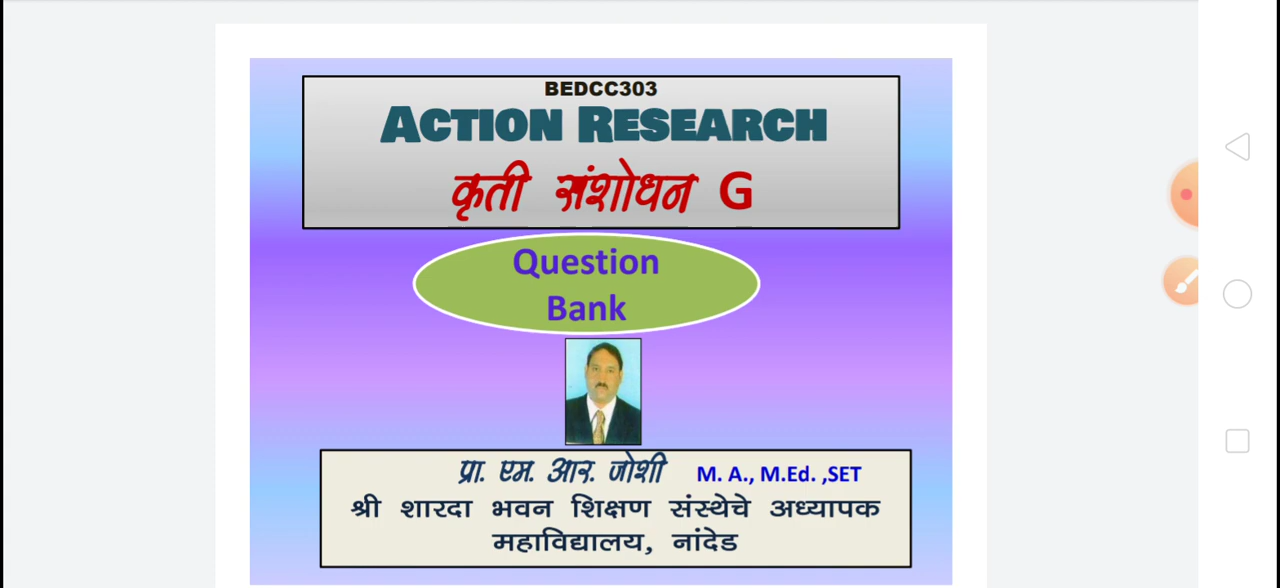 BEDCC303
ACTION RESEARCH
कृती संशोधन G
Question
Bank
प्रा. एम. आर. जोशी M. A., M.Ed. ,SET
श्री शारदा भवन शिक्षण संस्थेचे अध्यापक
महाविद्यालय, नांदेड